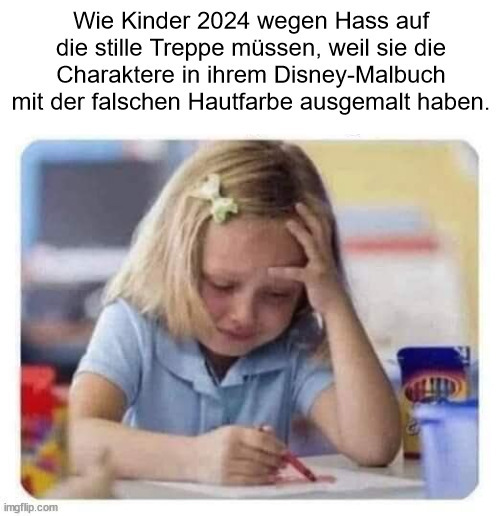 Wie Kinder 2024 wegen Hass auf
die stille Treppe müssen, weil sie die
Charaktere in ihrem Disney-Malbuch
mit der falschen Hautfarbe ausgemalt haben.
imgflip.com